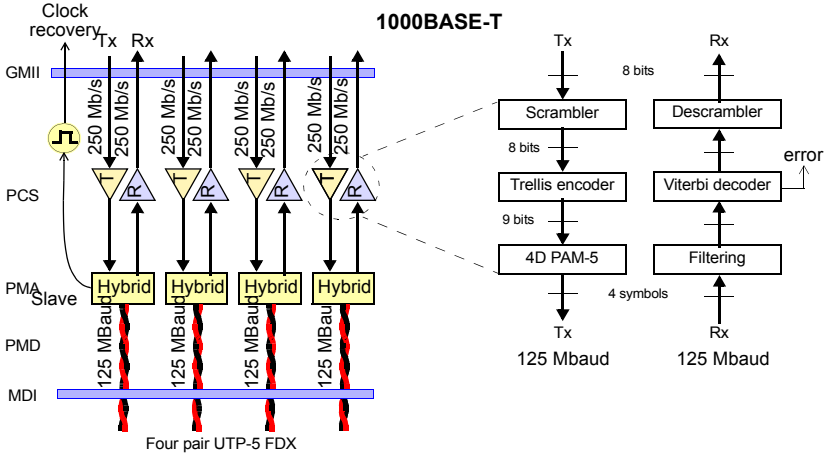 1000BASE-T
Clock
recovery
Tx Rx
GMII
250 Mb/s
250 Mb/s
250 Mb/s
250 Mb/s
250 Mb/s
250 Mb/s
250 Mb/s
250 Mb/s
PCS
T R T R T R T R
PMA
Slave
Hybrid Hybrid Hybrid Hybrid
PMD
125 MBaud
125 MBaud
125 MBaud
125 MBaud
MDI
Four pair UTP-5 FDX
Tx
Rx
8 bits
Scrambler
Descrambler
8 bits
error
Trellis encoder
Viterbi decoder
9 bits
4D PAM-5
Filtering
4 symbols
Tx
Rx
125 Mbaud
125 Mbaud